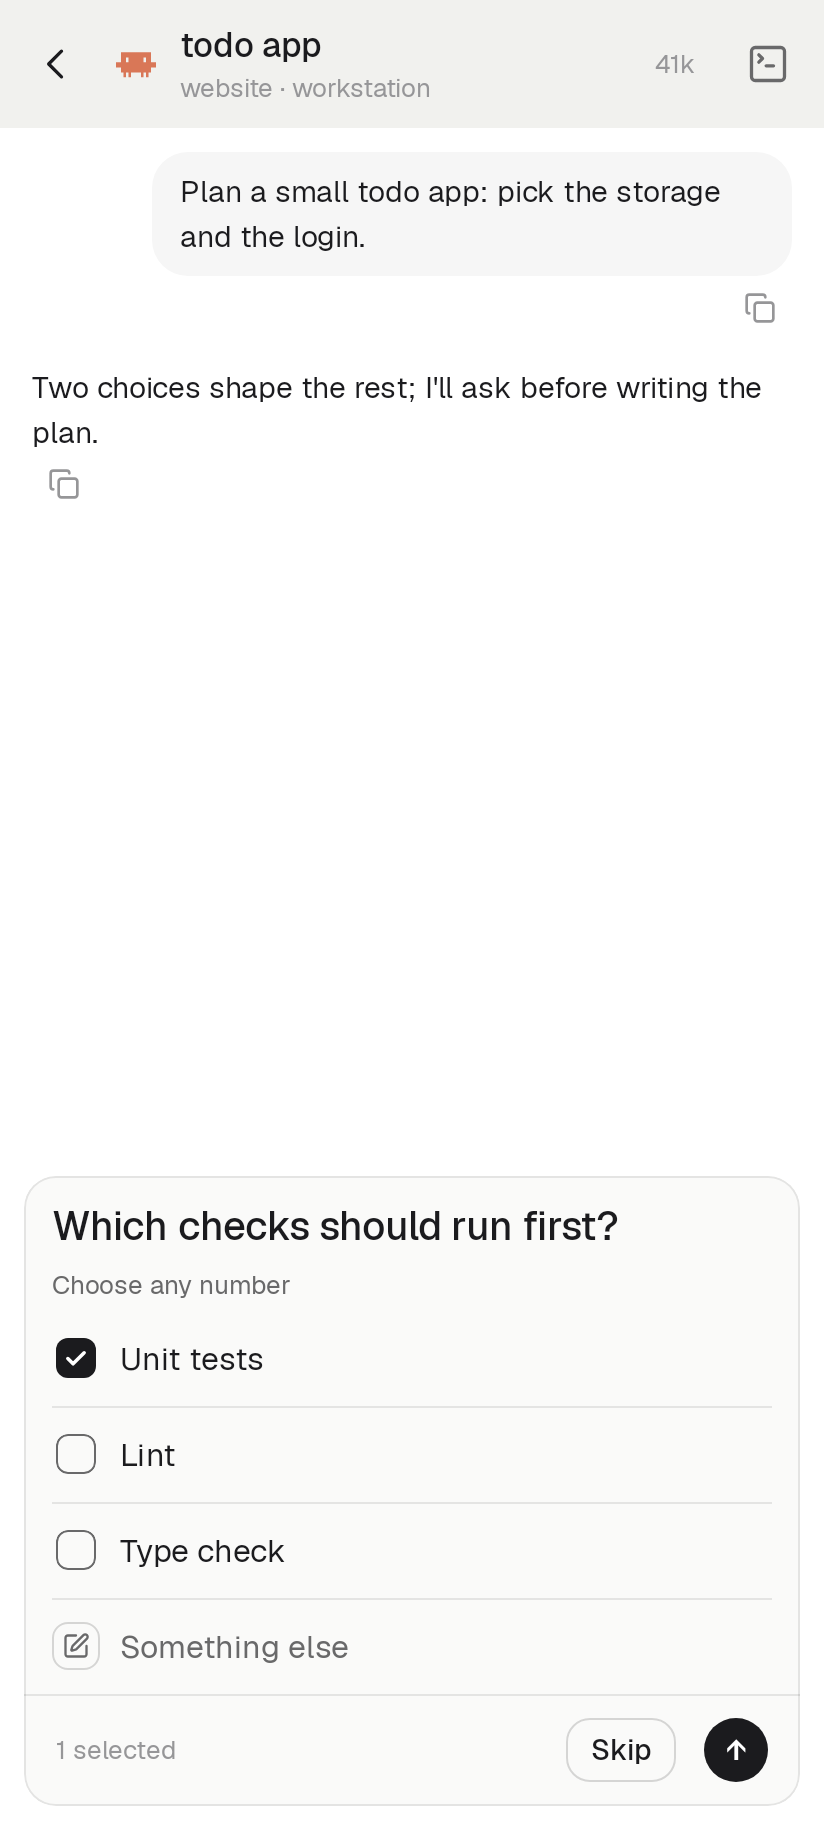 todo app
website · workstation
41k
Plan a small todo app: pick the storage
and the login.
Two choices shape the rest; I'll ask before writing the
plan.
Which checks should run first?
Choose any number
Unit tests
Lint
Type check
Something else
1 selected
Skip